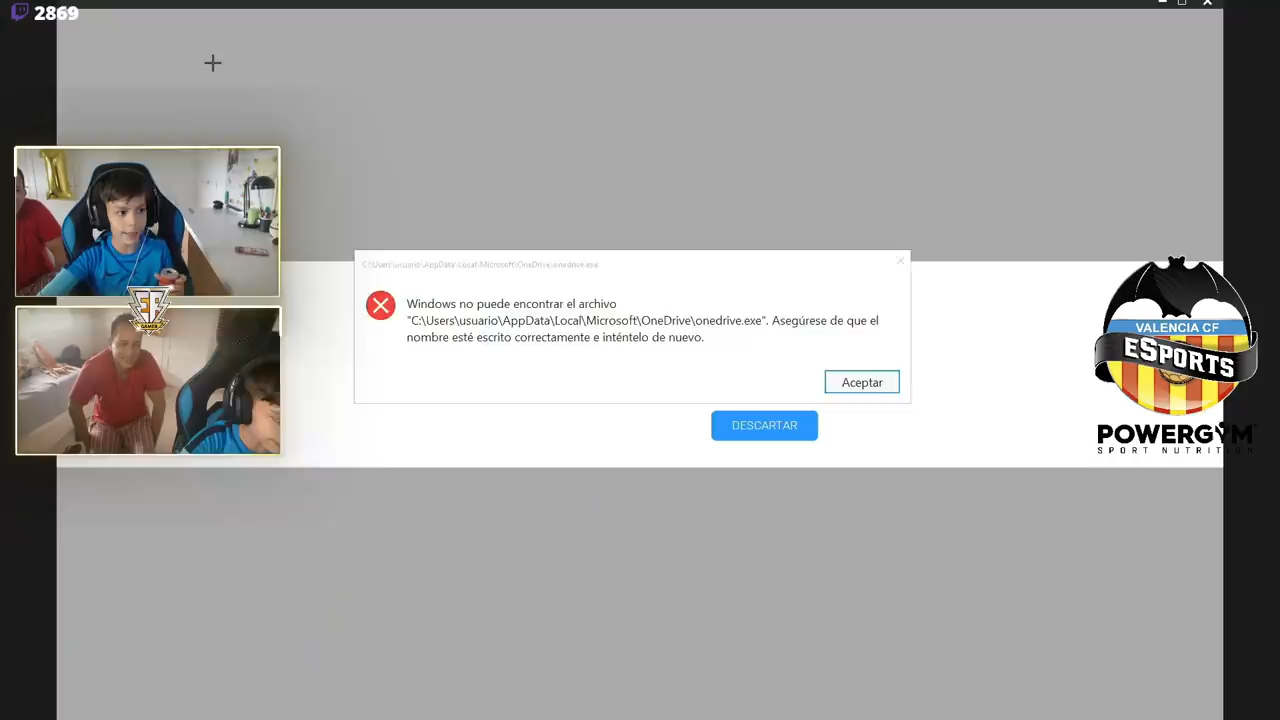 2869
C:\Users\usuario\AppData\Local\Microsoft\OneDrive\onedrive.exe
Windows no puede encontrar el archivo
"C:\Users\usuario\AppData\Local\Microsoft\OneDrive\onedrive.exe". Asegúrese de que el
nombre esté escrito correctamente e inténtelo de nuevo.
Aceptar
DESCARTAR
VALENCIA CF
ESPORTS
POWERGYM
SPORT NUTRITION
GAMER